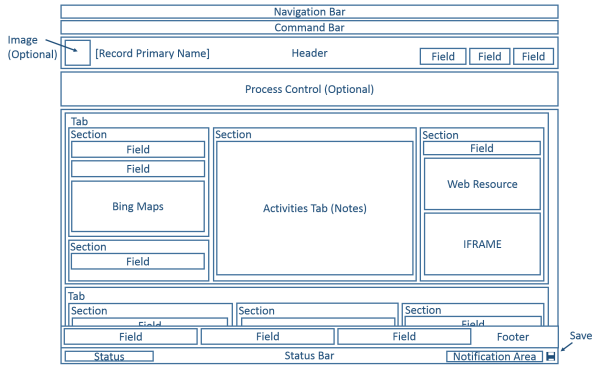 Navigation Bar
Command Bar
Image
(Optional)
[Record Primary Name]
Header
Field
Field
Field
Process Control (Optional)
Tab
Section
Field
Field
Bing Maps
Section
Field
Section
Activities Tab (Notes)
Section
Field
Web Resource
IFRAME
Tab
Section
Field
Section
Section
Field
Field
Field
Field
Footer
Save
Status
Status Bar
Notification Area